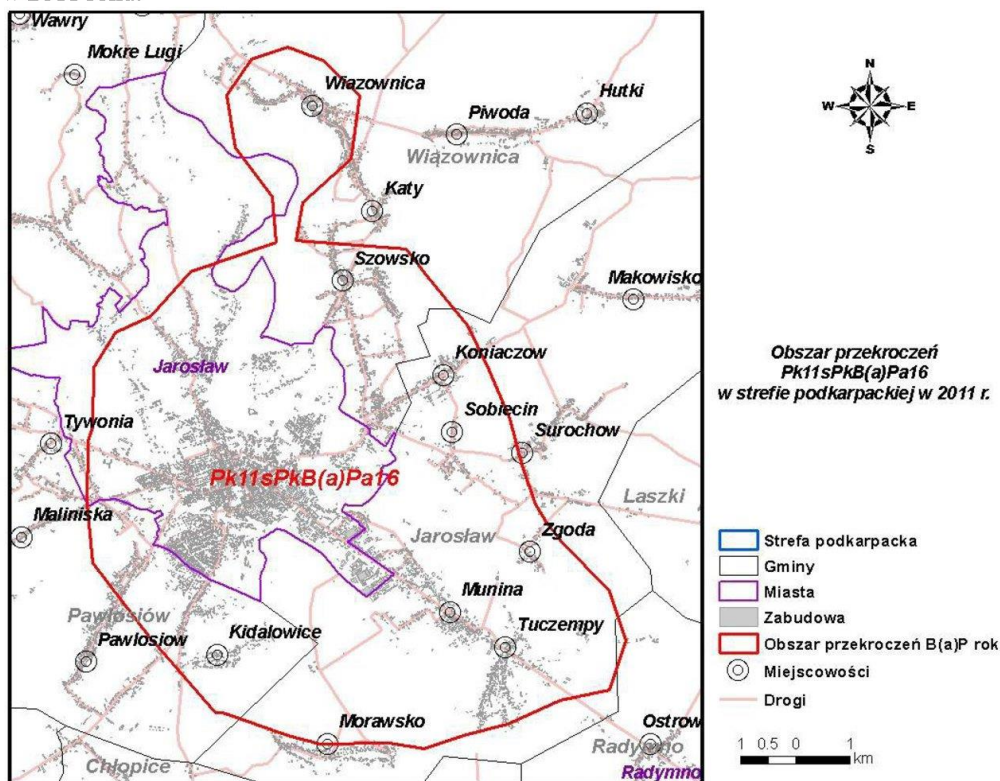 Wawry
Mokre Ługi
Wiazownica
Hutki
Piwoda
Wiązownica
Katy
Szowsko
Makowisko
Jarosław
Koniaczow
Sobiecin
Surochow
Tywonia
Pk11sPkB(a)Pa16
Laszki
Maliniska
Jarosław
Zgoda
Munina
Pawłosiów
Tuczempy
Kidalowice
Pawlosiow
Morawsko
Ostrow
Radymno
Chłopice
Radymno
N
W E
S
Obszar przekroczeń
Pk11sPkB(a)Pa16
w strefie podkarpackiej w 2011 r.
Strefa podkarpacka
Gminy
Miasta
Zabudowa
Obszar przekroczeń B(a)P rok
Miejscowości
Drogi
1 0.5 0 1
km